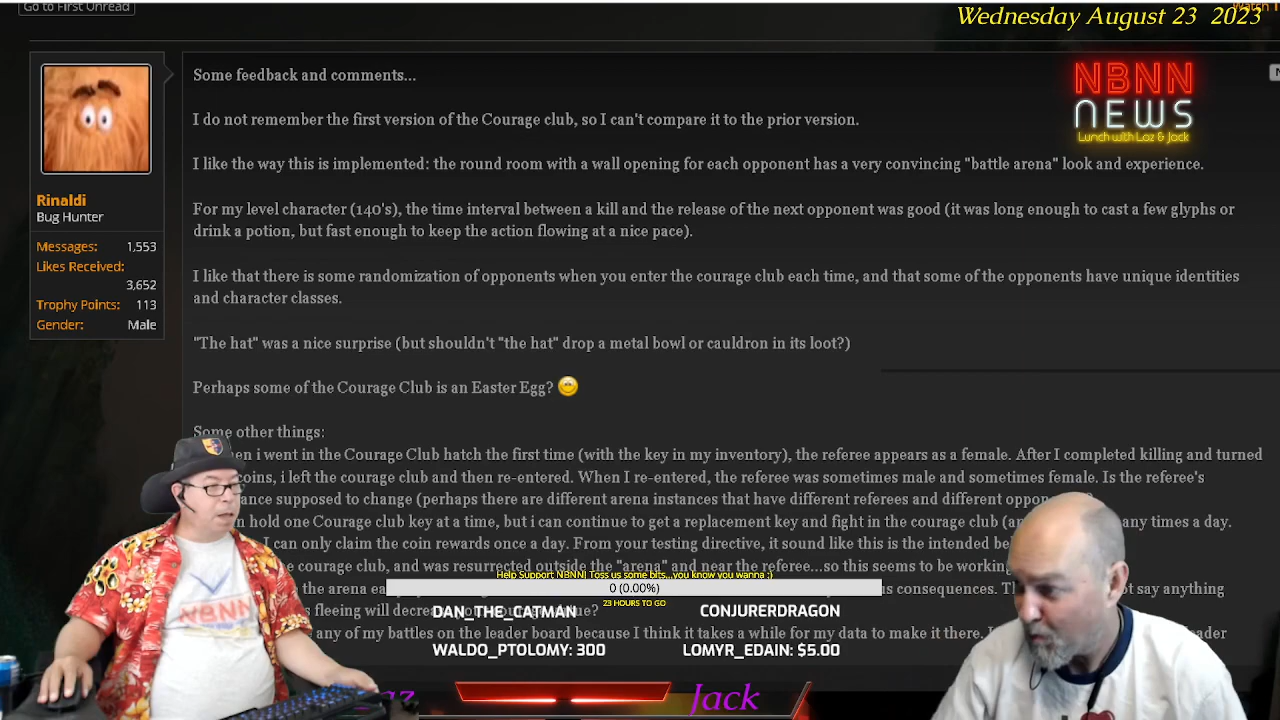 Go to First Unread
Wednesday August 23 2023
NBNN
NEWS
Lunch with Laz & Jack
Rinaldi
Bug Hunter
Messages: 1,553
Likes Received:
3,652
Trophy Points: 113
Gender: Male
Some feedback and comments...
I do not remember the first version of the Courage club, so I can't compare it to the prior version.
I like the way this is implemented: the round room with a wall opening for each opponent has a very convincing "battle arena" look and experience.
For my level character (140's), the time interval between a kill and the release of the next opponent was good (it was long enough to cast a few glyphs or
drink a potion, but fast enough to keep the action flowing at a nice pace).
I like that there is some randomization of opponents when you enter the courage club each time, and that some of the opponents have unique identities
and character classes.
"The hat" was a nice surprise (but shouldn't "the hat" drop a metal bowl or cauldron in its loot?)
Perhaps some of the Courage Club is an Easter Egg?
Some other things:
i went in the Courage Club hatch the first time (with the key in my inventory), the referee appears as a female. After I completed killing and turned
coins, i left the courage club and then re-entered. When I re-entered, the referee was sometimes male and sometimes female. Is the referee's
supposed to change (perhaps there are different arena instances that have different referees and different
hold one Courage club key at a time, but i can continue to get a replacement key and fight in the courage club times a day.
I can only claim the coin rewards once a day. From your testing directive, it sound like this is the intended
courage club, and was resurrected outside the "arena" and near the referee...so this seems to be working
Help Support NBNN! Toss us some bits...you know you wanna :)
0 (0.00%)
23 HOURS TO GO
the arena consequences. say anything
fleeing will
DAN_THE_CATMAN CONJURERDRAGON
any of my battles on the leader board because I think it takes a while for my data to make it there.
WALDO_PTOLOMY: 300 LOMYR_EDAIN: $5.00
Jack
NBNN